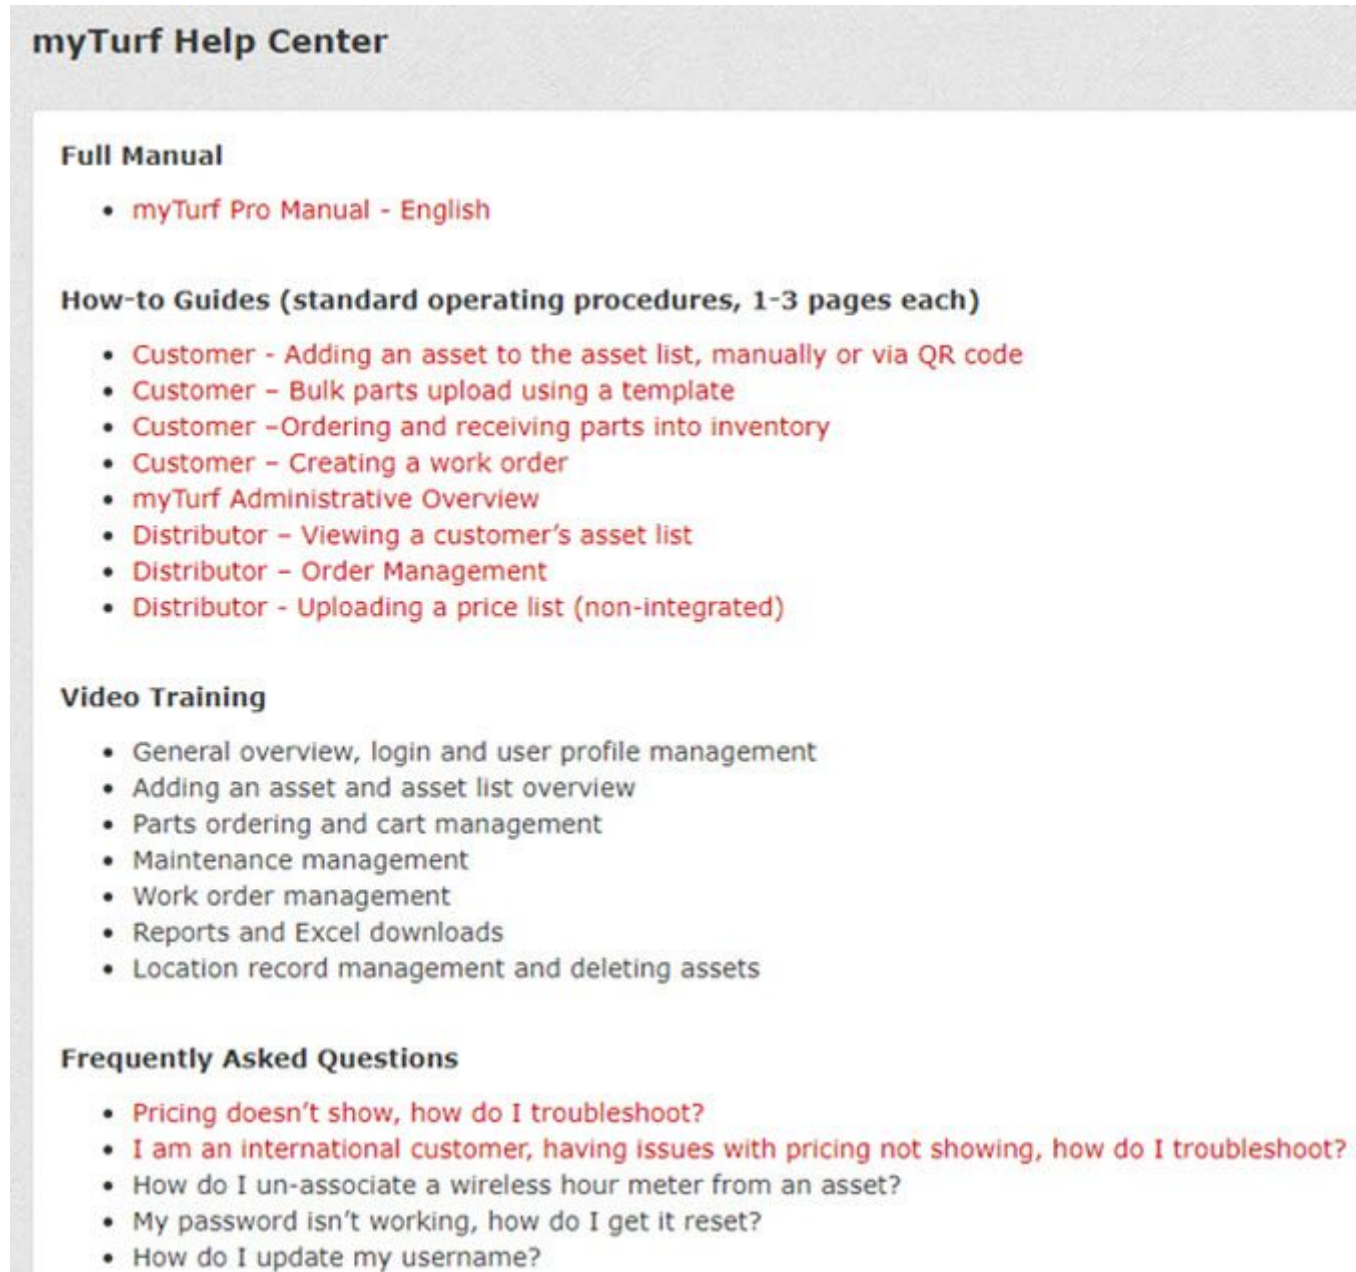 myTurf Help Center
Full Manual
• myTurf Pro Manual - English
How-to Guides (standard operating procedures, 1-3 pages each)
• Customer - Adding an asset to the asset list, manually or via QR code
• Customer – Bulk parts upload using a template
• Customer –Ordering and receiving parts into inventory
• Customer – Creating a work order
• myTurf Administrative Overview
• Distributor – Viewing a customer’s asset list
• Distributor – Order Management
• Distributor - Uploading a price list (non-integrated)
Video Training
• General overview, login and user profile management
• Adding an asset and asset list overview
• Parts ordering and cart management
• Maintenance management
• Work order management
• Reports and Excel downloads
• Location record management and deleting assets
Frequently Asked Questions
• Pricing doesn’t show, how do I troubleshoot?
• I am an international customer, having issues with pricing not showing, how do I troubleshoot?
• How do I un-associate a wireless hour meter from an asset?
• My password isn’t working, how do I get it reset?
• How do I update my username?